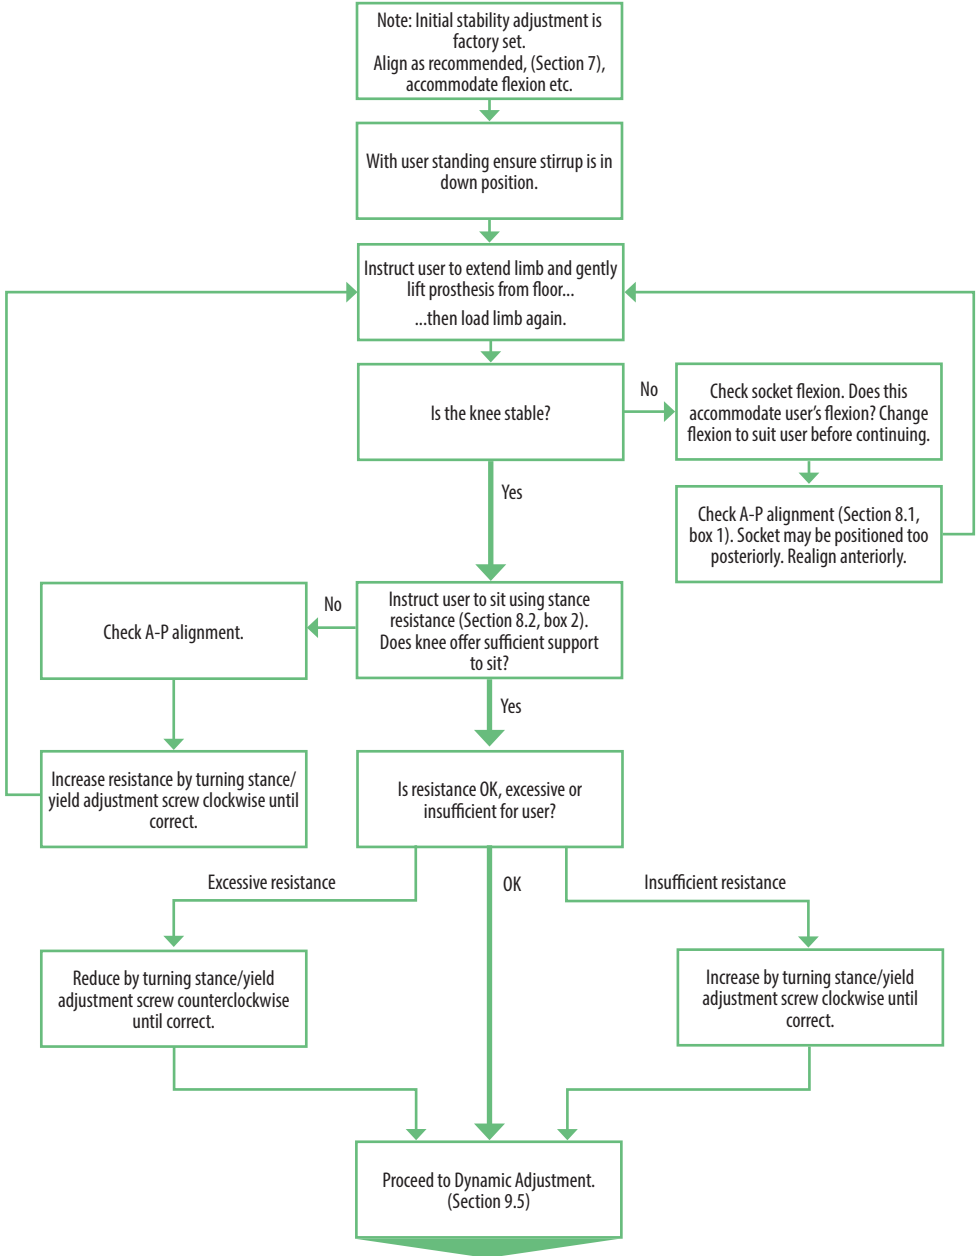 Note: Initial stability adjustment is
factory set.
Align as recommended, (Section 7),
accommodate flexion etc.
With user standing ensure stirrup is in
down position.
Instruct user to extend limb and gently
lift prosthesis from floor...
...then load limb again.
Is the knee stable?
No
Check socket flexion. Does this
accommodate user’s flexion? Change
flexion to suit user before continuing.
Yes
Check A-P alignment (Section 8.1,
box 1). Socket may be positioned too
posteriorly. Realign anteriorly.
Instruct user to sit using stance
resistance (Section 8.2, box 2).
Does knee offer sufficient support
to sit?
No
Check A-P alignment.
Yes
Increase resistance by turning stance/
yield adjustment screw clockwise until
correct.
Is resistance OK, excessive or
insufficient for user?
Excessive resistance
OK
Insufficient resistance
Reduce by turning stance/yield
adjustment screw counterclockwise
until correct.
Increase by turning stance/yield
adjustment screw clockwise until
correct.
Proceed to Dynamic Adjustment.
(Section 9.5)